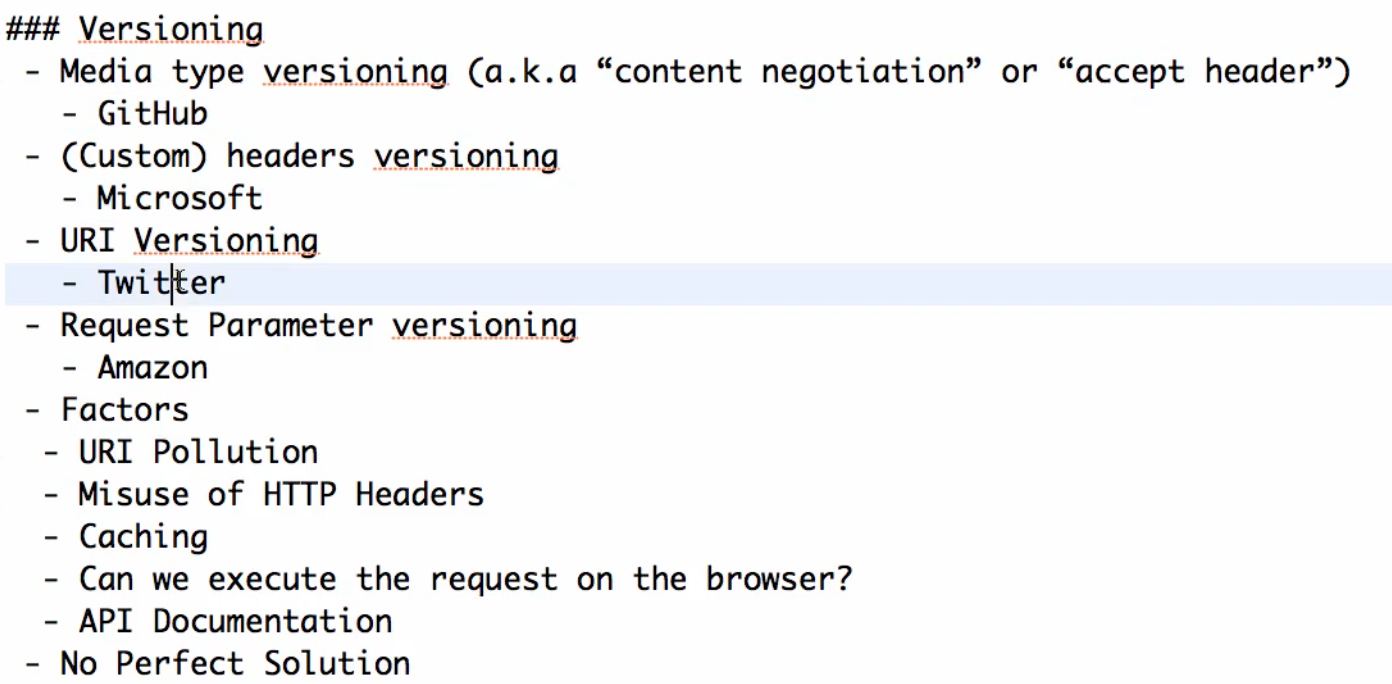 ### Versioning
- Media type versioning (a.k.a “content negotiation” or “accept header”)
- GitHub
- (Custom) headers versioning
- Microsoft
- URI Versioning
- Twitter
- Request Parameter versioning
- Amazon
- Factors
- URI Pollution
- Misuse of HTTP Headers
- Caching
- Can we execute the request on the browser?
- API Documentation
- No Perfect Solution